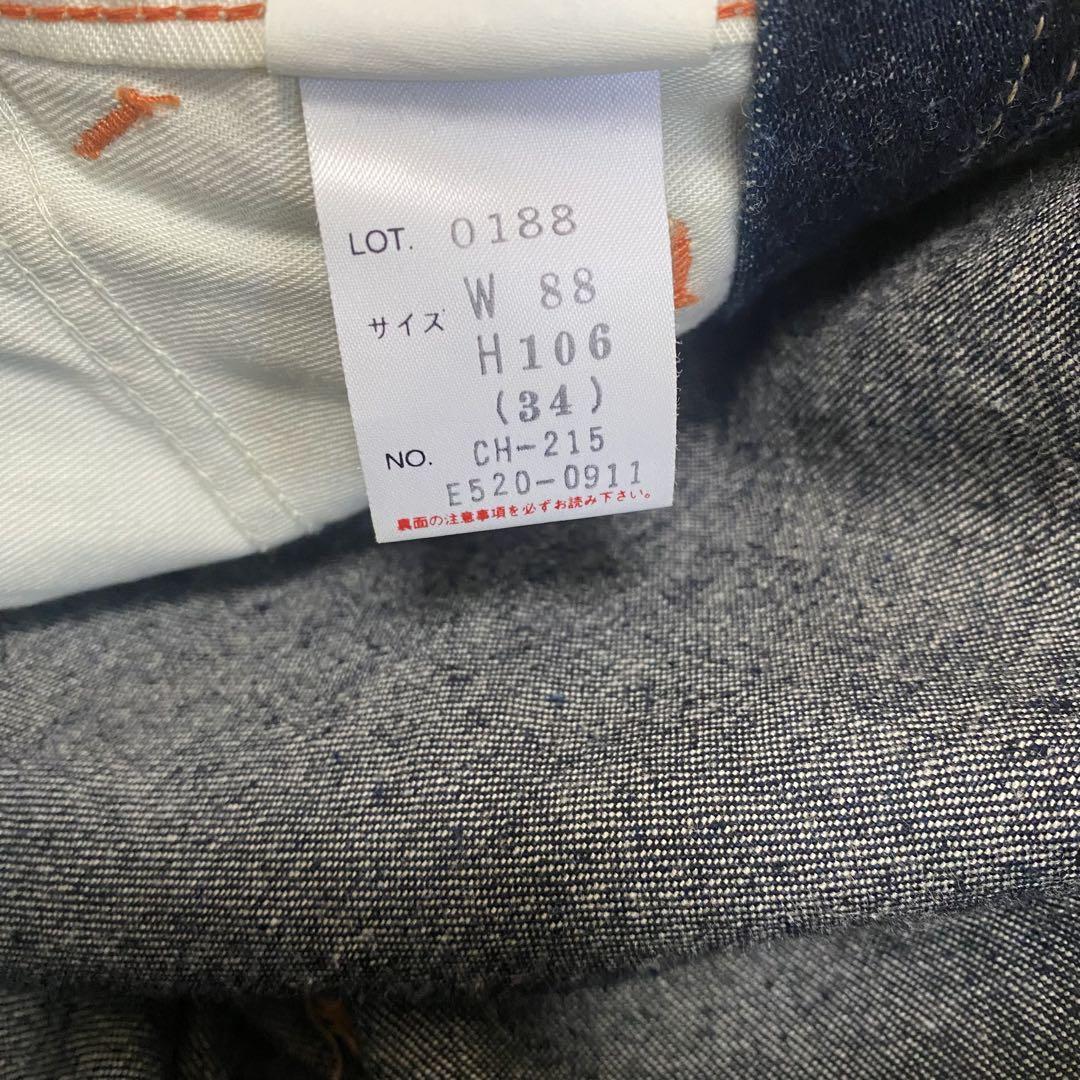 LOT. 0188
サイズ W 88
H106
(34)
NO. CH-215
E520-0911
裏面の注意事項を必ずお読み下さい。